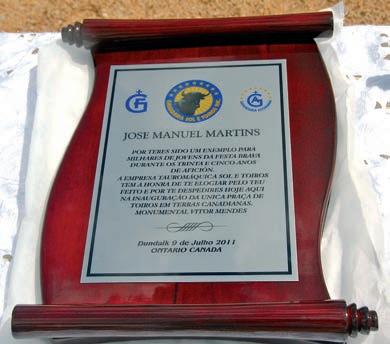 JOSE MANUEL MARTINS
POR TERES SIDO UM EXEMPLO PARA
MILHARES DE JOVENS DA FESTA BRAVA
DURANTE OS TRINTA E CINCO ANOS
DE AFICIÓN.
A EMPRESA TAUROMÁQUICA SOL E TOIROS
TEM A HONRA DE TE ELOGIAR PELO TEU
FEITO E POR TE DESPEDIRES HOJE AQUI
NA INAUGURAÇÃO DA UNICA PRAÇA DE
TOIROS EM TERRAS CANADIANAS.
MONUMENTAL VITOR MENDES
Dundalk 9 de Julho 2011
ONTARIO CANADA